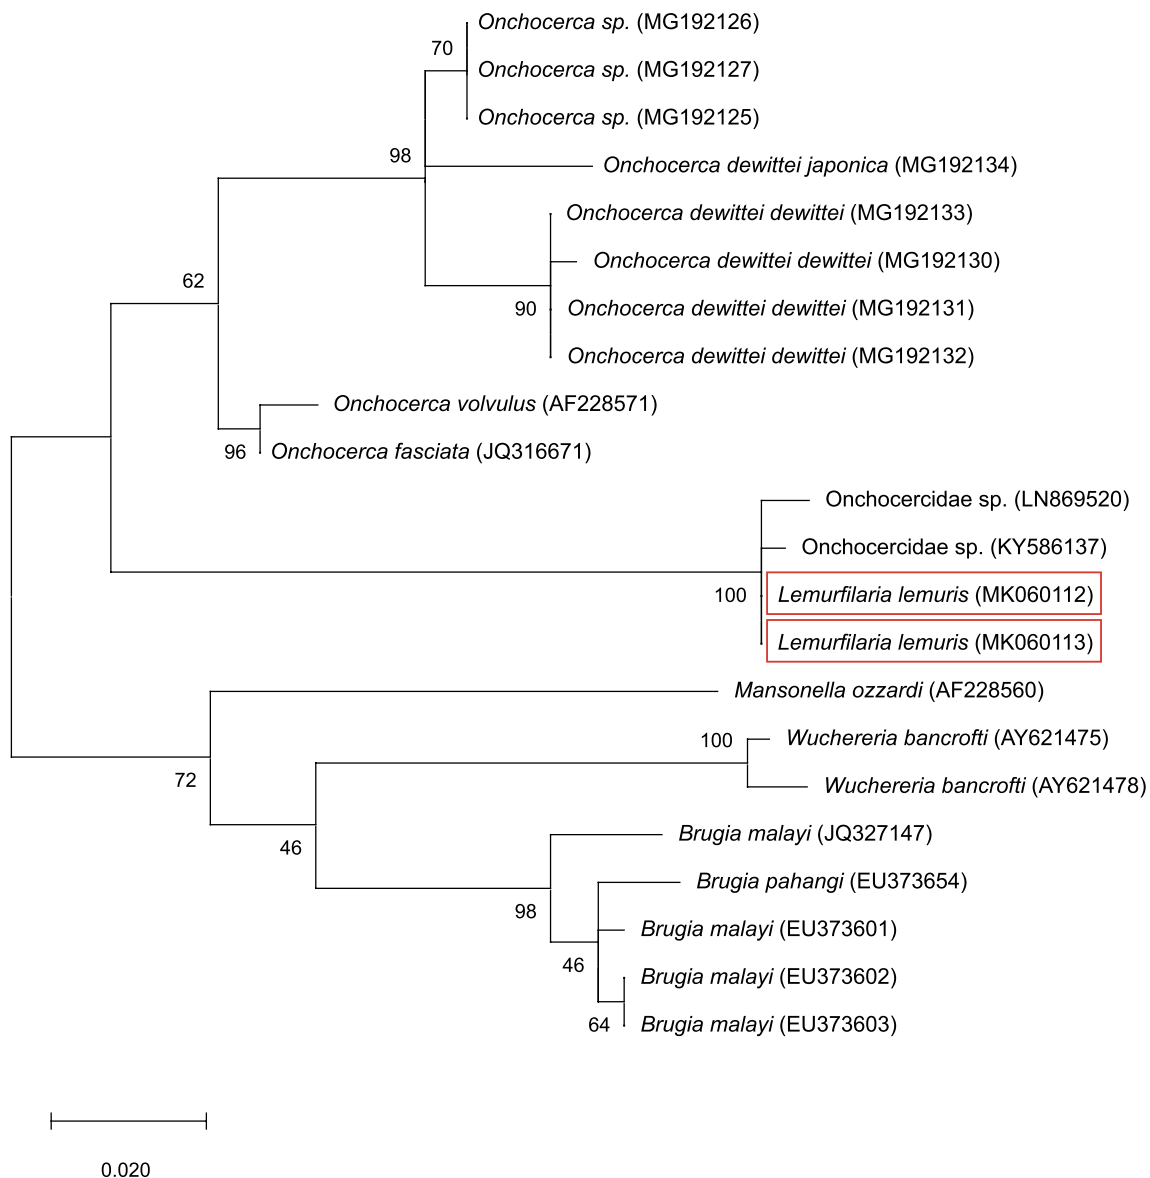 Onchocerca sp. (MG192126)
70
Onchocerca sp. (MG192127)
Onchocerca sp. (MG192125)
98
Onchocerca dewittei japonica (MG192134)
Onchocerca dewittei dewittei (MG192133)
Onchocerca dewittei dewittei (MG192130)
62
90
Onchocerca dewittei dewittei (MG192131)
Onchocerca dewittei dewittei (MG192132)
Onchocerca volvulus (AF228571)
96
Onchocerca fasciata (JQ316671)
Onchocercidae sp. (LN869520)
Onchocercidae sp. (KY586137)
100
Lemurfilaria lemuris (MK060112)
Lemurfilaria lemuris (MK060113)
Mansonella ozzardi (AF228560)
100
Wuchereria bancrofti (AY621475)
72
Wuchereria bancrofti (AY621478)
46
Brugia malayi (JQ327147)
Brugia pahangi (EU373654)
98
Brugia malayi (EU373601)
46
Brugia malayi (EU373602)
64
Brugia malayi (EU373603)
0.020